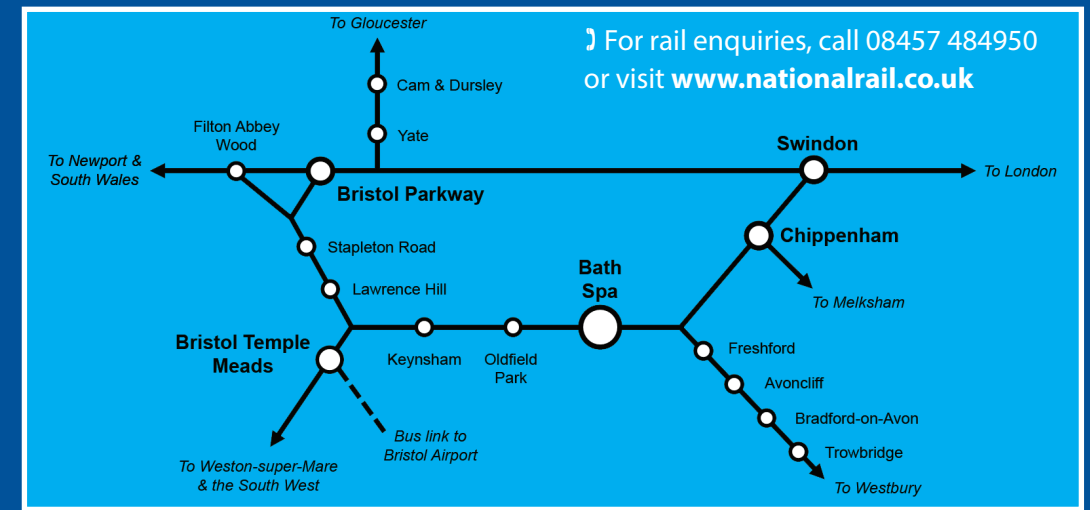 To Gloucester
For rail enquiries, call 08457 484950
or visit www.nationalrail.co.uk
Cam & Dursley
Filton Abbey
Wood
Yate
Swindon
To Newport &
South Wales
To London
Bristol Parkway
Chippenham
Stapleton Road
Bath
Spa
Lawrence Hill
To Melksham
Bristol Temple
Meads
Keynsham
Oldfield
Park
Freshford
Avoncliff
Bradford-on-Avon
Bus link to
Bristol Airport
Trowbridge
To Weston-super-Mare
& the South West
To Westbury